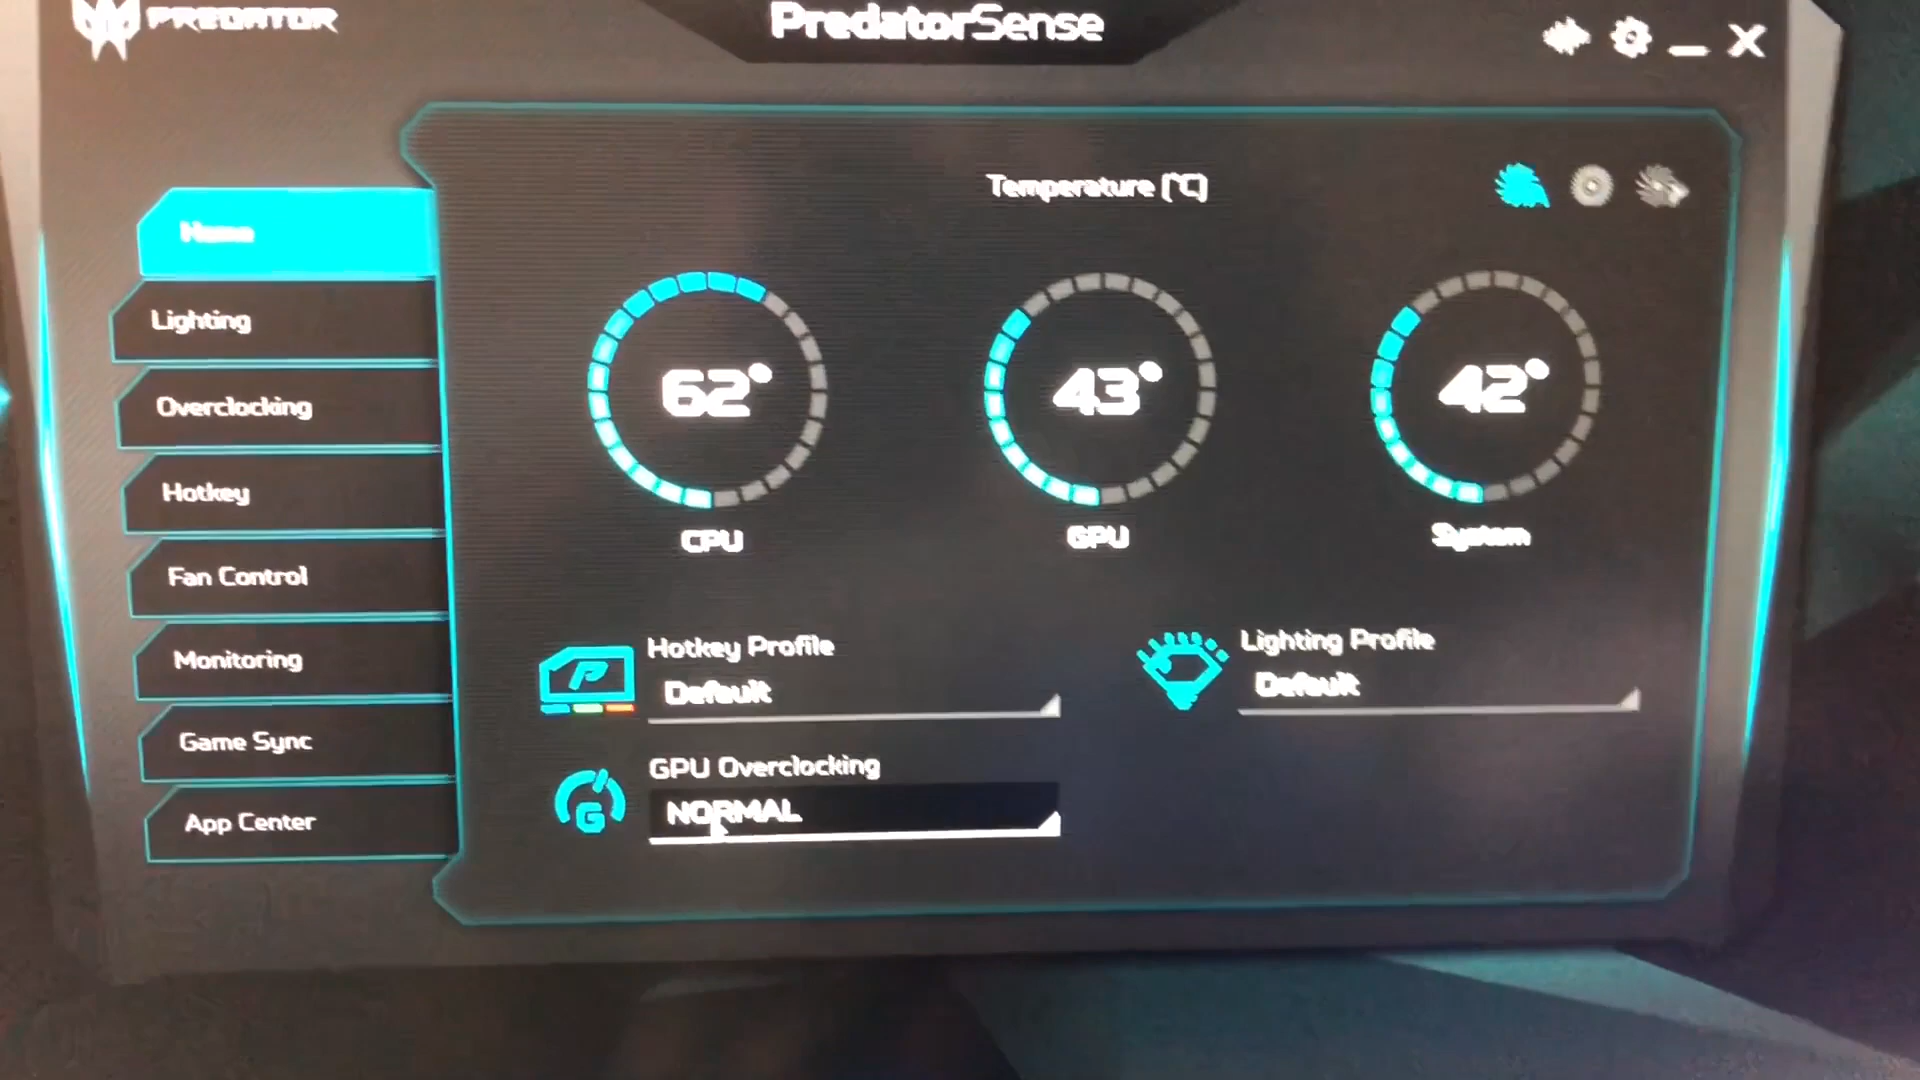 PREDATOR
PredatorSense
Temperature (°C)
Home
Lighting
Overclocking
Hotkey
Fan Control
Monitoring
Game Sync
App Center
62°
43°
42°
CPU
GPU
System
Hotkey Profile
Default
Lighting Profile
Default
GPU Overclocking
NORMAL
G